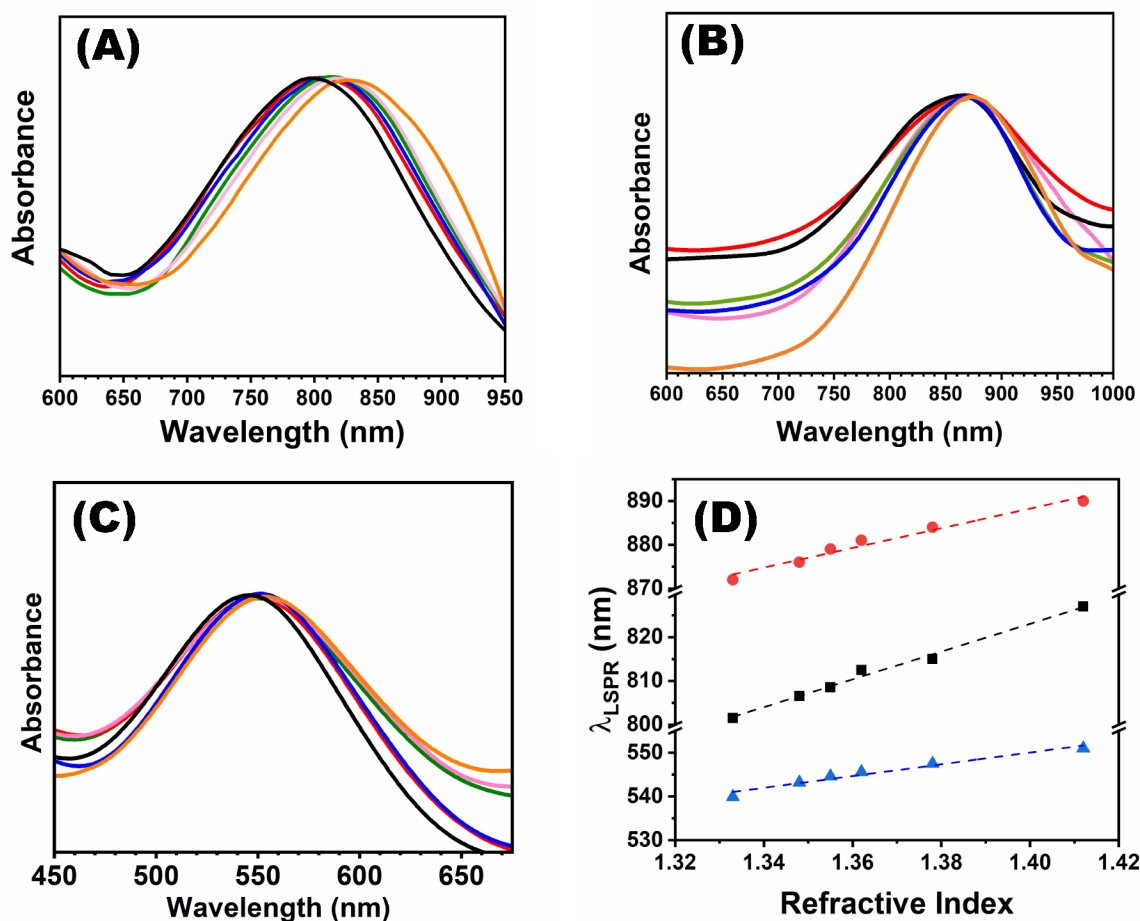 (A)
Absorbance
600 650 700 750 800 850 900 950
Wavelength (nm)
(B)
Absorbance
600 650 700 750 800 850 900 950 1000
Wavelength (nm)
(C)
Absorbance
450 500 550 600 650
Wavelength (nm)
(D)
λLSPR (nm)
890
880
870
820
810
800
550
540
530
1.32 1.34 1.36 1.38 1.40 1.42
Refractive Index